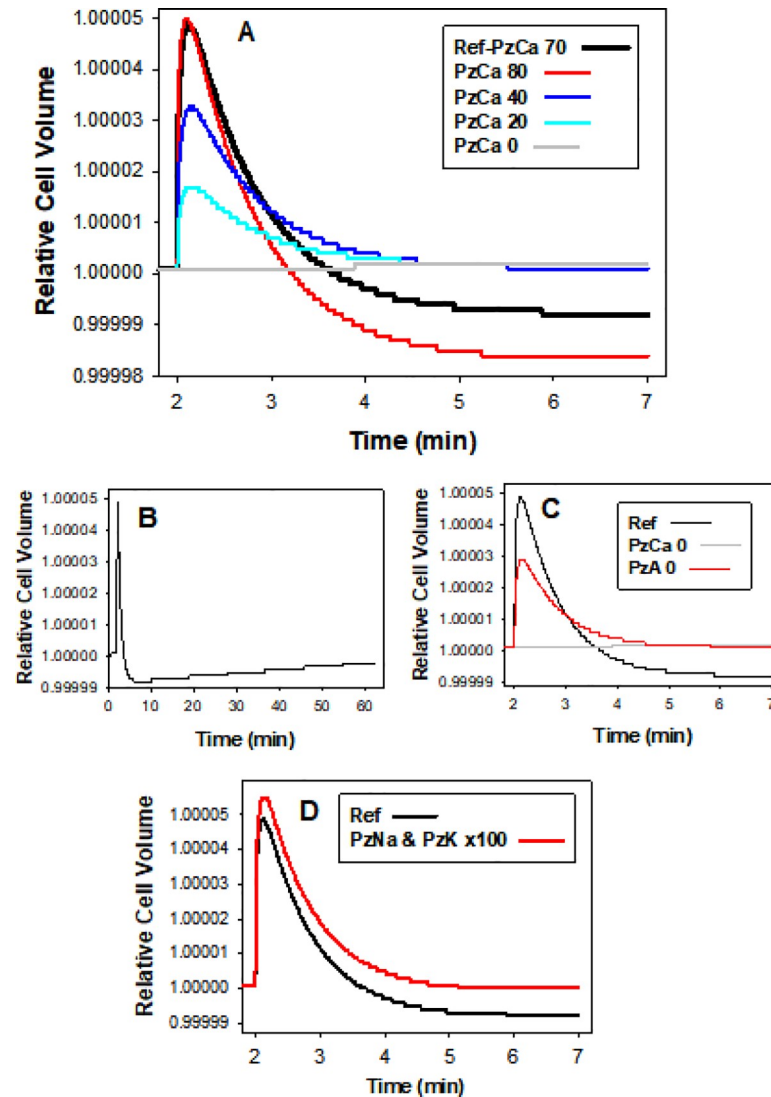 A
Ref-PzCa 70
PzCa 80
PzCa 40
PzCa 20
PzCa 0
Relative Cell Volume
1.00005
1.00004
1.00003
1.00002
1.00001
1.00000
0.99999
0.99998
2 3 4 5 6 7
Time (min)
B
Relative Cell Volume
1.00005
1.00004
1.00003
1.00002
1.00001
1.00000
0.99999
0 10 20 30 40 50 60
Time (min)
C
Ref
PzCa 0
PzA 0
Relative Cell Volume
1.00005
1.00004
1.00003
1.00002
1.00001
1.00000
0.99999
2 3 4 5 6 7
Time (min)
D
Ref
PzNa & PzK x100
Relative Cell Volume
1.00005
1.00004
1.00003
1.00002
1.00001
1.00000
0.99999
2 3 4 5 6 7
Time (min)